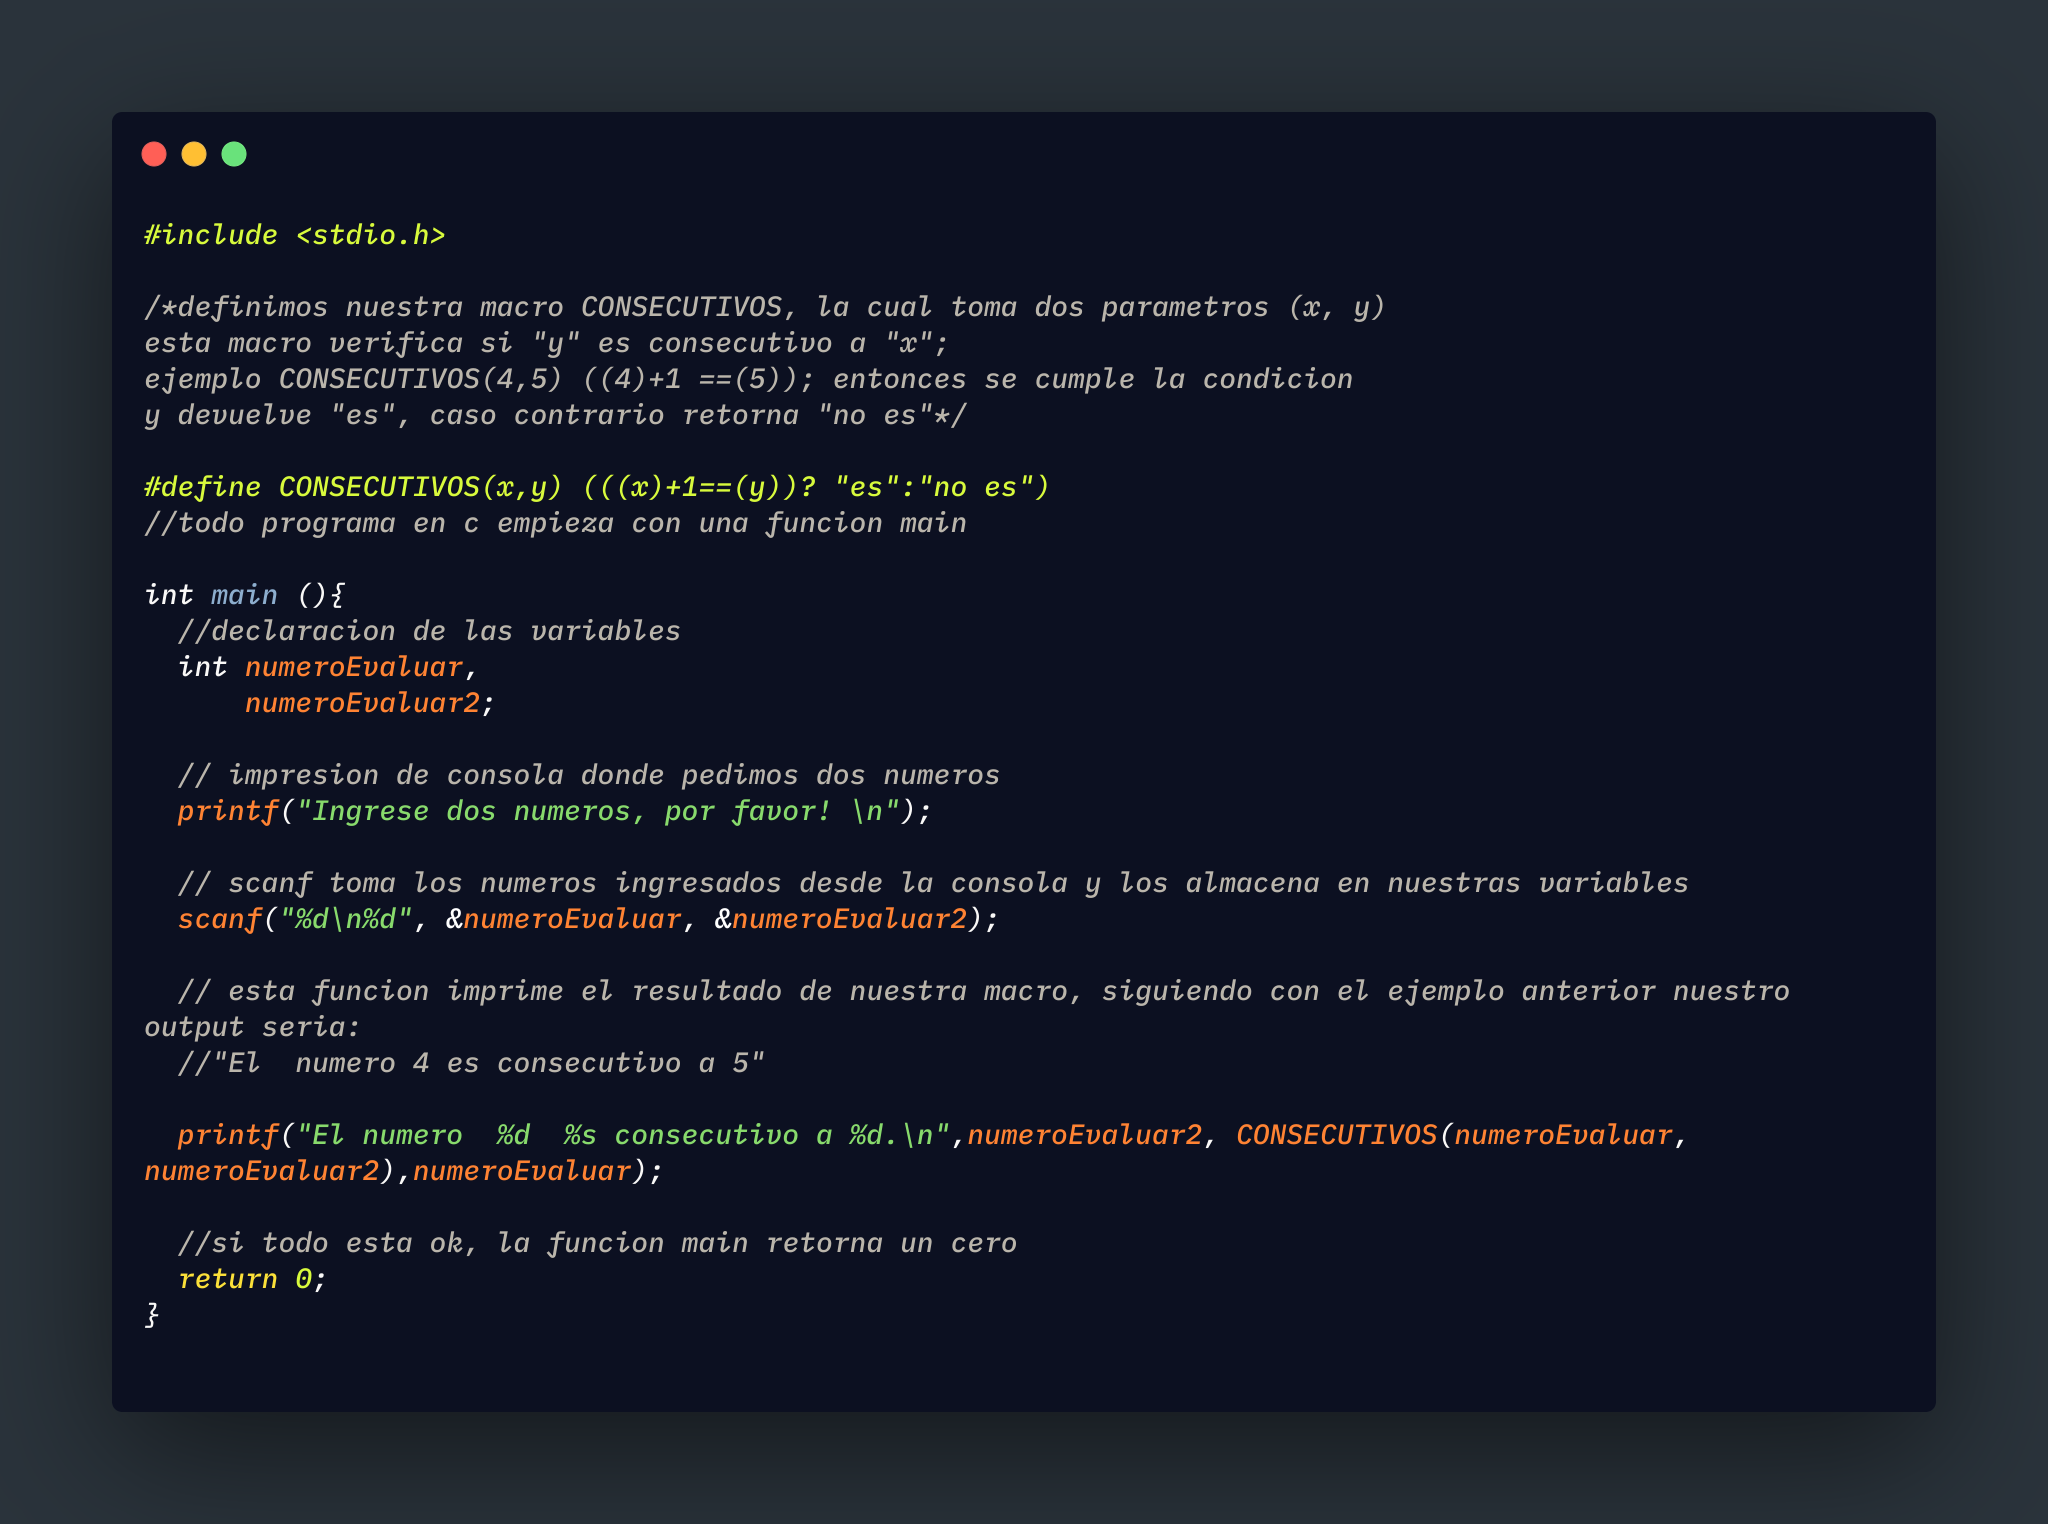 #include <stdio.h>
/*definimos nuestra macro CONSECUTIVOS, la cual toma dos parametros (x, y)
esta macro verifica si "y" es consecutivo a "x";
ejemplo CONSECUTIVOS(4,5) ((4)+1 ==(5)); entonces se cumple la condicion
y devuelve "es", caso contrario retorna "no es"*/
#define CONSECUTIVOS(x,y) (((x)+1==(y))? "es":"no es")
//todo programa en c empieza con una funcion main
int main (){
  //declaracion de las variables
  int numeroEvaluar,
      numeroEvaluar2;
  // impresion de consola donde pedimos dos numeros
  printf("Ingrese dos numeros, por favor! \n");
  // scanf toma los numeros ingresados desde la consola y los almacena en nuestras variables
  scanf("%d\n%d", &numeroEvaluar, &numeroEvaluar2);
  // esta funcion imprime el resultado de nuestra macro, siguiendo con el ejemplo anterior nuestro
output seria:
  //"El  numero 4 es consecutivo a 5"
  printf("El numero  %d  %s consecutivo a %d.\n",numeroEvaluar2, CONSECUTIVOS(numeroEvaluar,
numeroEvaluar2),numeroEvaluar);
  //si todo esta ok, la funcion main retorna un cero
  return 0;
}